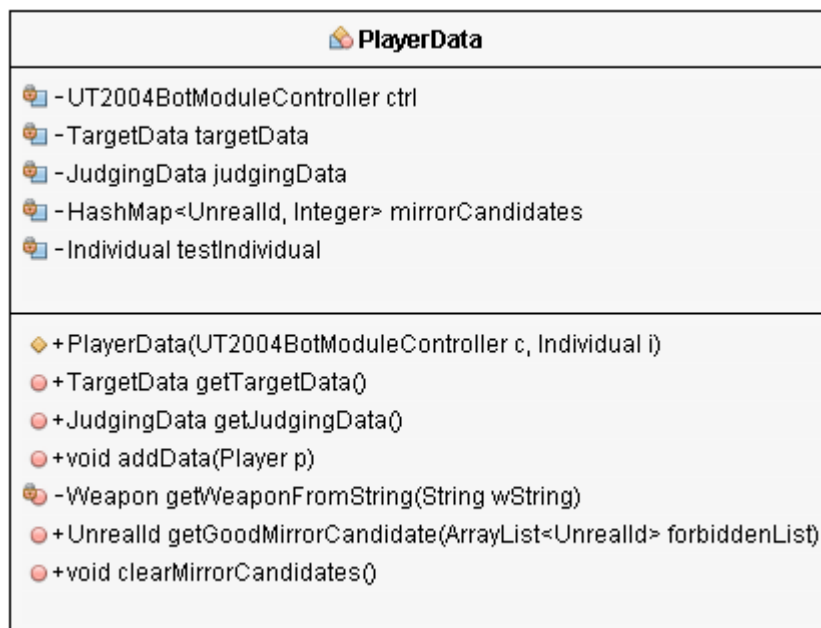 PlayerData
-UT2004BotModuleController ctrl
-TargetData targetData
-JudgingData judgingData
-HashMap<UnrealId, Integer> mirrorCandidates
-Individual testIndividual
+PlayerData(UT2004BotModuleController c, Individual i)
+TargetData getTargetData()
+JudgingData getJudgingData()
+void addData(Player p)
-Weapon getWeaponFromString(String wString)
+UnrealId getGoodMirrorCandidate(ArrayList<UnrealId> forbiddenList)
+void clearMirrorCandidates()